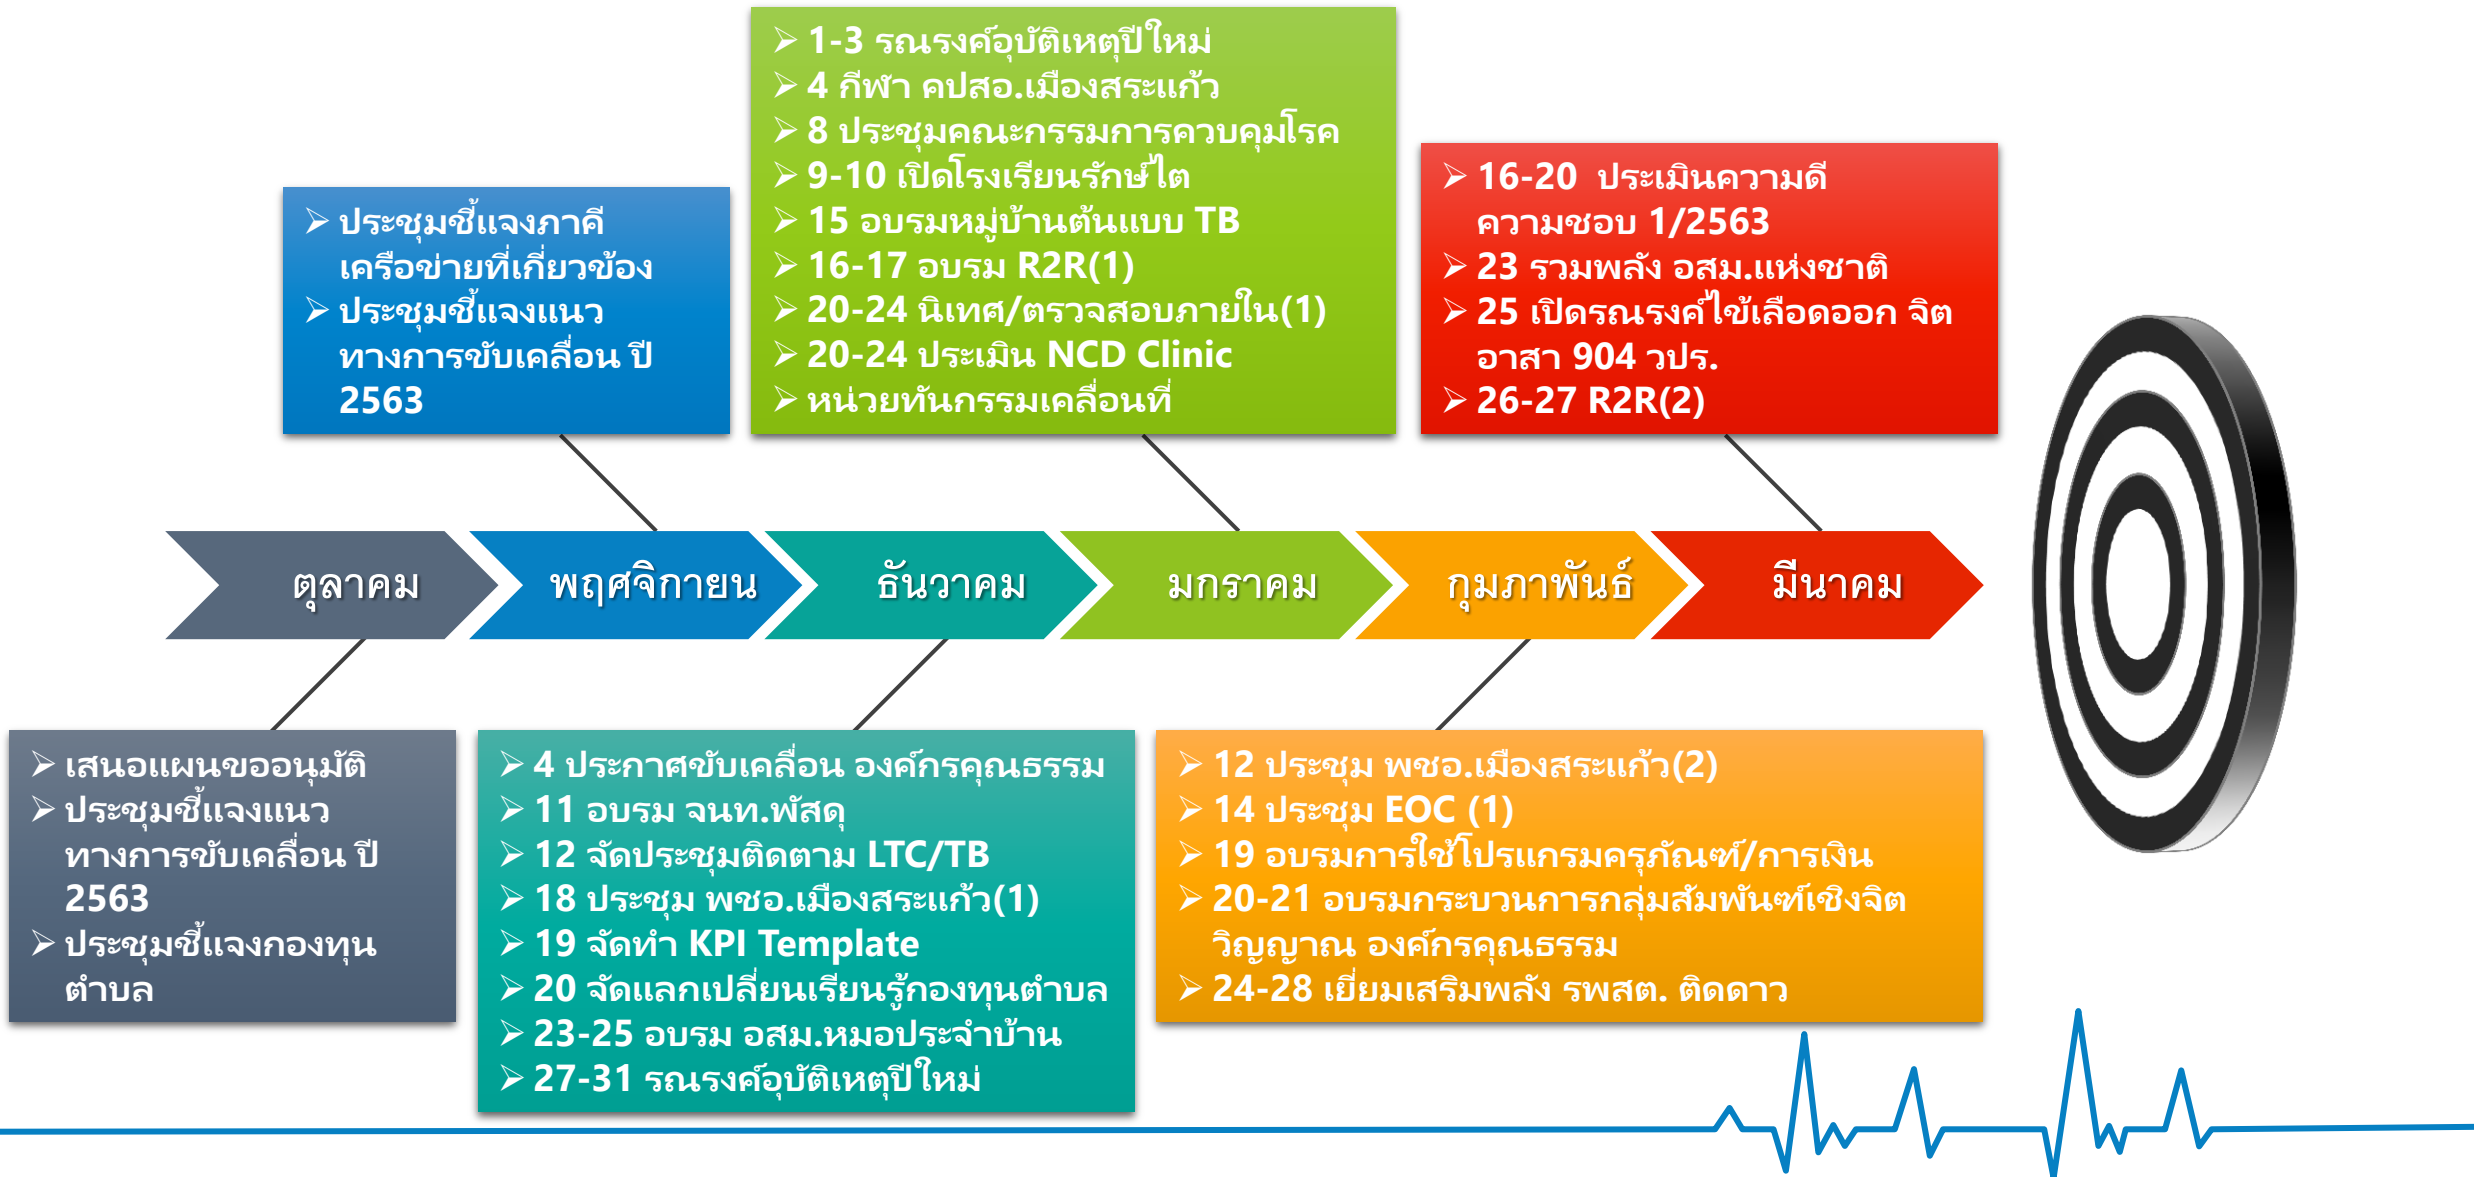 ➢ 1-3 รณรงค์อุบัติเหตุปีใหม่
➢ 4 กีฬา คปสอ.เมืองสระแก้ว
➢ 8 ประชุมคณะกรรมการควบคุมโรค
➢ 9-10 เปิดโรงเรียนรักษ์ไต
➢ 15 อบรมหมู่บ้านต้นแบบ TB
➢ 16-17 อบรม R2R(1)
➢ 20-24 นิเทศ/ตรวจสอบภายใน(1)
➢ 20-24 ประเมิน NCD Clinic
➢ หน่วยทันกรรมเคลื่อนที่
➢ ประชุมชี้แจงภาคี
เครือข่ายที่เกี่ยวข้อง
➢ ประชุมชี้แจงแนว
ทางการขับเคลื่อน ปี
2563
➢ 16-20 ประเมินความดี
ความชอบ 1/2563
➢ 23 รวมพลัง อสม.แห่งชาติ
➢ 25 เปิดรณรงค์ไข้เลือดออก จิต
อาสา 904 วปร.
➢ 26-27 R2R(2)
ตุลาคม
พฤศจิกายน
ธันวาคม
มกราคม
กุมภาพันธ์
มีนาคม
➢ เสนอแผนขออนุมัติ
➢ ประชุมชี้แจงแนว
ทางการขับเคลื่อน ปี
2563
➢ ประชุมชี้แจงกองทุน
ตำบล
➢ 4 ประกาศขับเคลื่อน องค์กรคุณธรรม
➢ 11 อบรม จนท.พัสดุ
➢ 12 จัดประชุมติดตาม LTC/TB
➢ 18 ประชุม พชอ.เมืองสระแก้ว(1)
➢ 19 จัดทำ KPI Template
➢ 20 จัดแลกเปลี่ยนเรียนรู้กองทุนตำบล
➢ 23-25 อบรม อสม.หมอประจำบ้าน
➢ 27-31 รณรงค์อุบัติเหตุปีใหม่
➢ 12 ประชุม พชอ.เมืองสระแก้ว(2)
➢ 14 ประชุม EOC (1)
➢ 19 อบรมการใช้โปรแกรมครุภัณฑ์/การเงิน
➢ 20-21 อบรมกระบวนการกลุ่มสัมพันฑ์เชิงจิต
วิญญาณ องค์กรคุณธรรม
➢ 24-28 เยี่ยมเสริมพลัง รพสต. ติดดาว